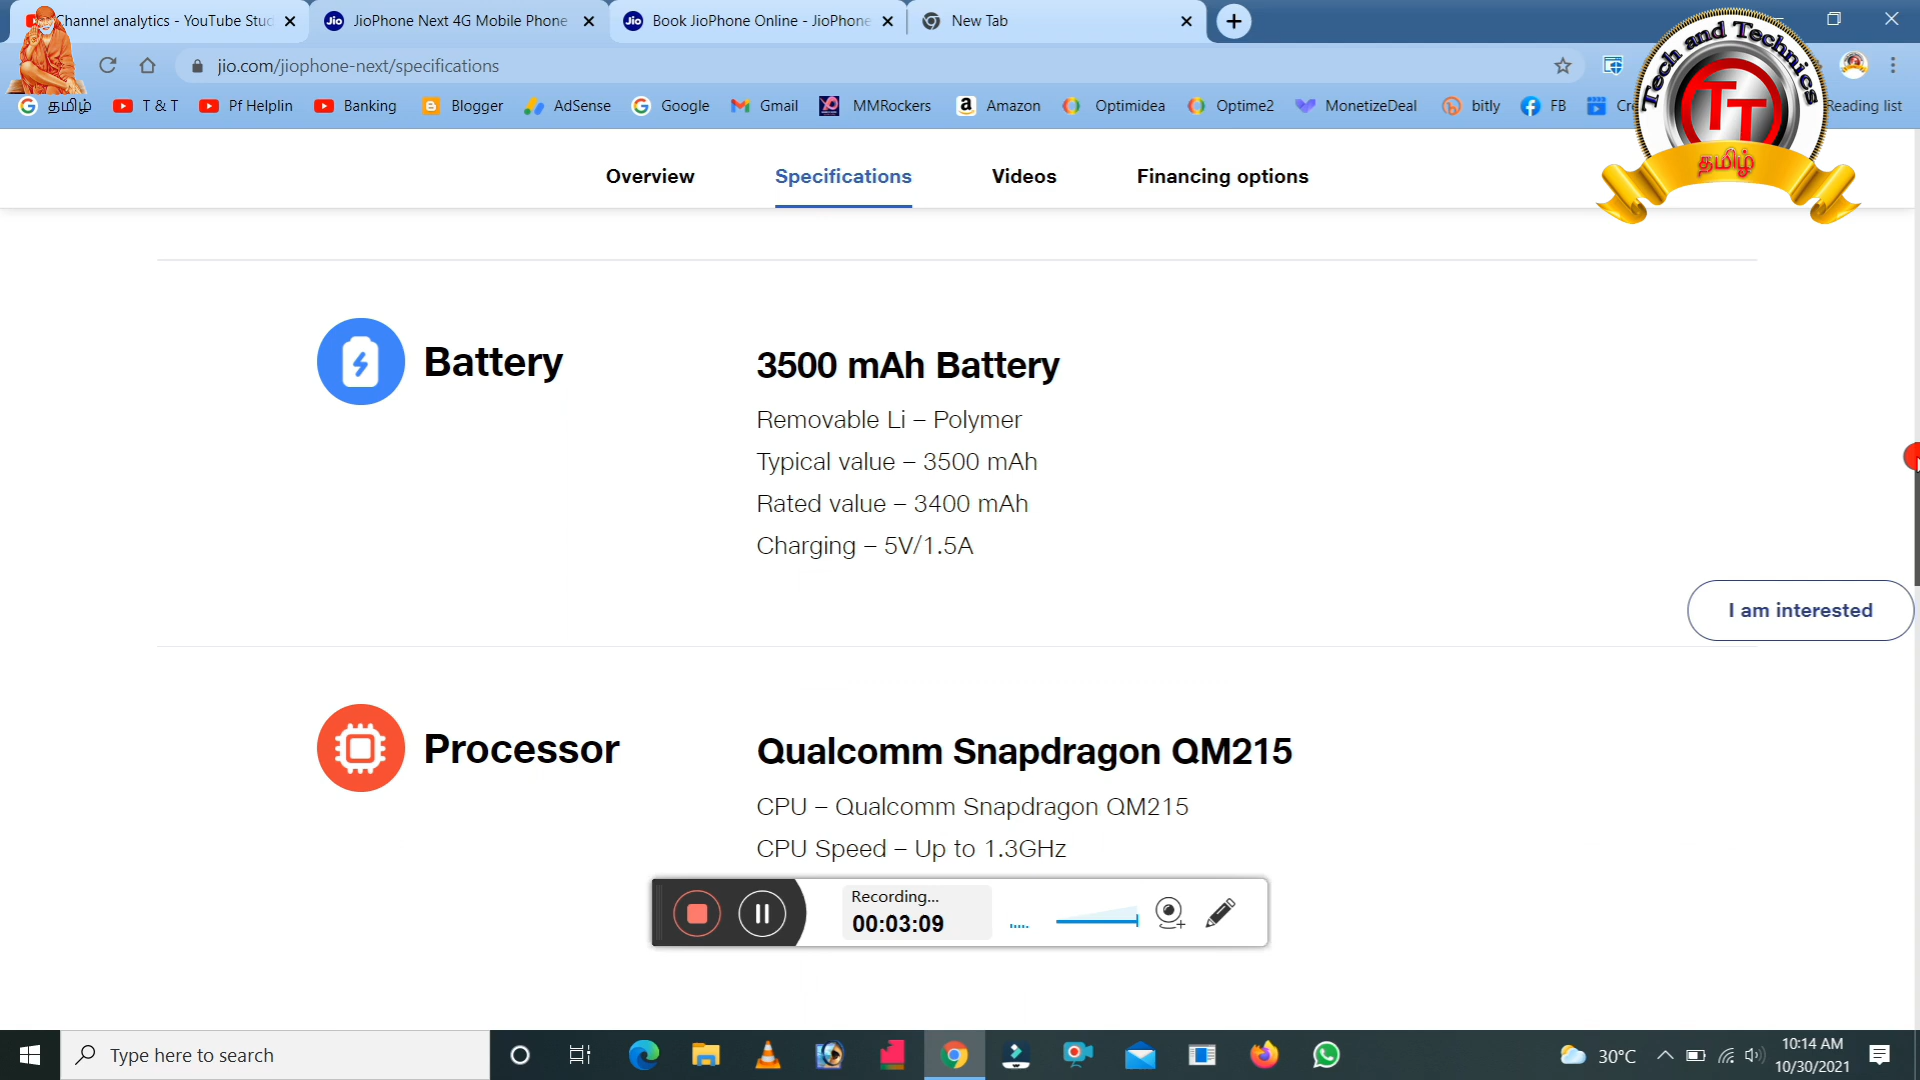 Channel analytics - YouTube Stud
JioPhone Next 4G Mobile Phone
Book JioPhone Online - JioPhone
New Tab
jio.com/jiophone-next/specifications
தமிழ் T & T Pf Helplin Banking Blogger AdSense Google Gmail MMRockers Amazon Optimidea Optime2 MonetizeDeal bitly FB Reading list
Tech and Technics
TT
தமிழ்
Overview Specifications Videos Financing options
Battery
3500 mAh Battery
Removable Li – Polymer
Typical value – 3500 mAh
Rated value – 3400 mAh
Charging – 5V/1.5A
I am interested
Processor
Qualcomm Snapdragon QM215
CPU – Qualcomm Snapdragon QM215
CPU Speed – Up to 1.3GHz
Recording...
00:03:09
Type here to search
30°C
10:14 AM
10/30/2021